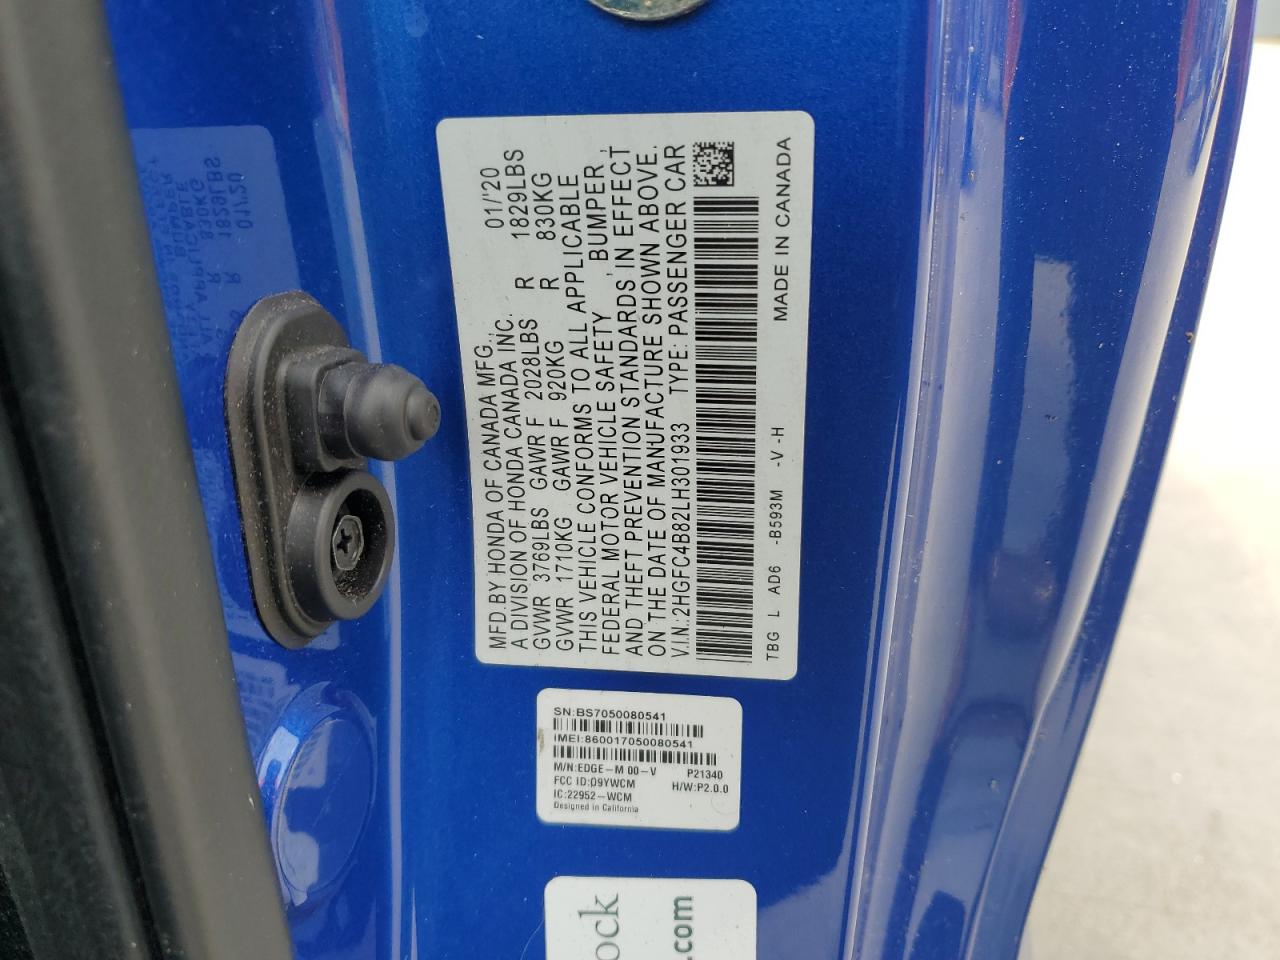 MFD.BY HONDA OF CANADA MFG., 01/'20
A DIVISION OF HONDA CANADA INC.
GVWR 3769LBS GAWR F 2028LBS R 1829LBS
GVWR 1710KG GAWR F 920KG R 830KG
THIS VEHICLE CONFORMS TO ALL APPLICABLE
FEDERAL MOTOR VEHICLE SAFETY, BUMPER,
AND THEFT PREVENTION STANDARDS IN EFFECT
ON THE DATE OF MANUFACTURE SHOWN ABOVE.
V.I.N.:2HGFC4B82LH301933 TYPE: PASSENGER CAR
TBG L AD6 -B593M -V -H MADE IN CANADA
SN:BS7050080541
IMEI:860017050080541
M/N:EDGE-M 00-V P21340
FCC ID:D9YWCM H/W:P2.0.0
IC:22952-WCM
Designed in California
ock
.com